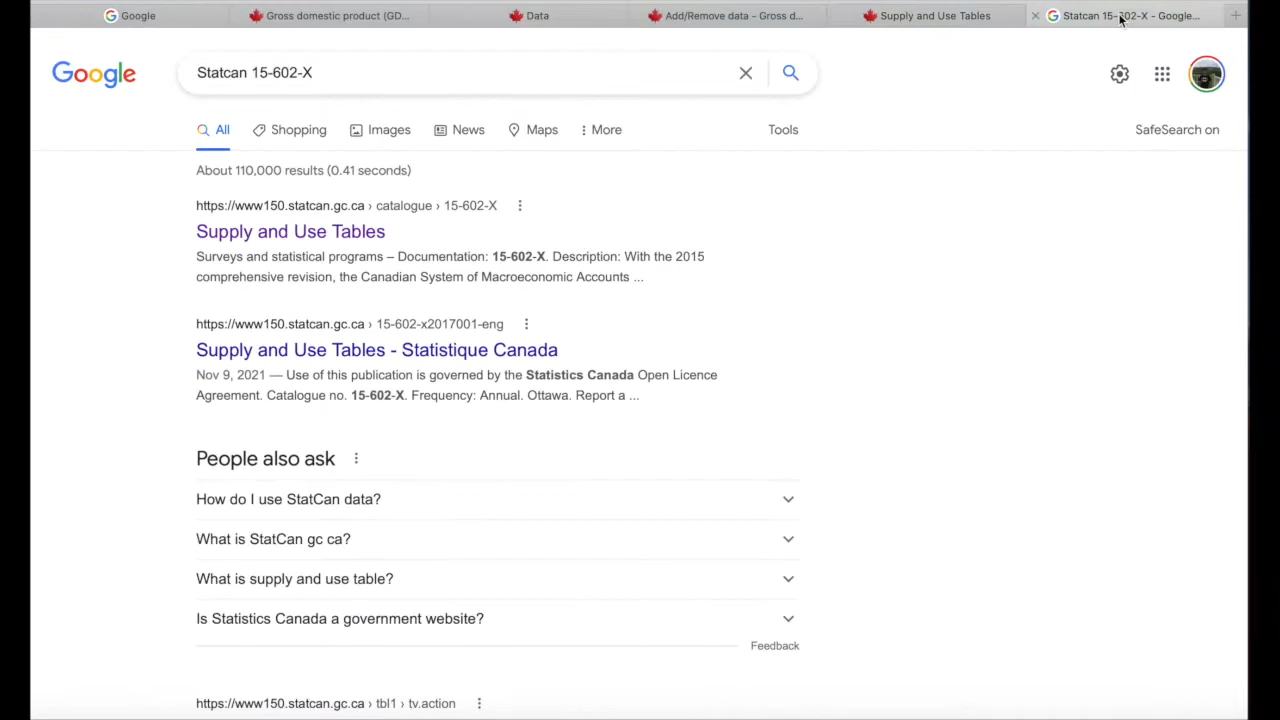 Google
Gross domestic product (GD...
Data
Add/Remove data - Gross d...
Supply and Use Tables
Statcan 15-602-X - Google...
Google
Statcan 15-602-X
All
Shopping
Images
News
Maps
More
Tools
SafeSearch on
About 110,000 results (0.41 seconds)
https://www150.statcan.gc.ca › catalogue › 15-602-X
Supply and Use Tables
Surveys and statistical programs – Documentation: 15-602-X. Description: With the 2015
comprehensive revision, the Canadian System of Macroeconomic Accounts ...
https://www150.statcan.gc.ca › 15-602-x2017001-eng
Supply and Use Tables - Statistique Canada
Nov 9, 2021 — Use of this publication is governed by the Statistics Canada Open Licence
Agreement. Catalogue no. 15-602-X. Frequency: Annual. Ottawa. Report a ...
People also ask
How do I use StatCan data?
What is StatCan gc ca?
What is supply and use table?
Is Statistics Canada a government website?
Feedback
https://www150.statcan.gc.ca › tbl1 › tv.action